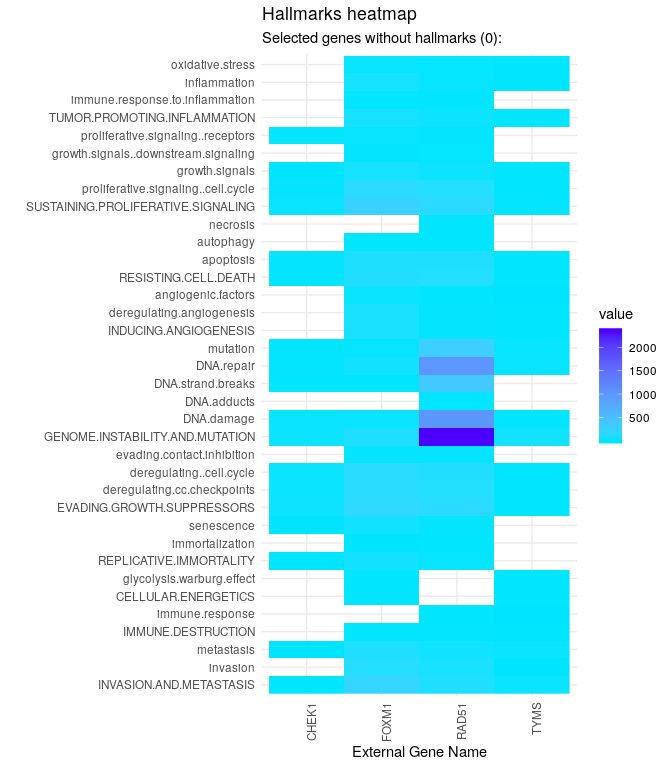 Hallmarks heatmap
Selected genes without hallmarks (0):
oxidative.stress
inflammation
immune.response.to.inflammation
TUMOR.PROMOTING.INFLAMMATION
proliferative.signaling..receptors
growth.signals..downstream.signaling
growth.signals
proliferative.signaling..cell.cycle
SUSTAINING.PROLIFERATIVE.SIGNALING
necrosis
autophagy
apoptosis
RESISTING.CELL.DEATH
angiogenic.factors
deregulating.angiogenesis
INDUCING.ANGIOGENESIS
mutation
DNA.repair
DNA.strand.breaks
DNA.adducts
DNA.damage
GENOME.INSTABILITY.AND.MUTATION
evading.contact.inhibition
deregulating..cell.cycle
deregulating.cc.checkpoints
EVADING.GROWTH.SUPPRESSORS
senescence
immortalization
REPLICATIVE.IMMORTALITY
glycolysis.warburg.effect
CELLULAR.ENERGETICS
immune.response
IMMUNE.DESTRUCTION
metastasis
invasion
INVASION.AND.METASTASIS
CHEK1
FOXM1
RAD51
TYMS
External Gene Name
value
2000
1500
1000
500